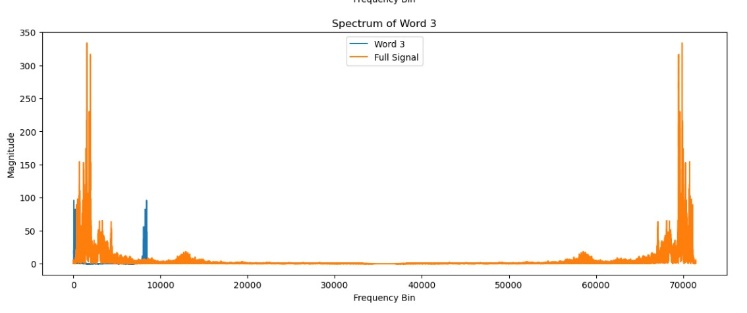 Frequency Bin
Spectrum of Word 3
350
300
250
200
150
100
50
0
Magnitude
Word 3
Full Signal
0 10000 20000 30000 40000 50000 60000 70000
Frequency Bin